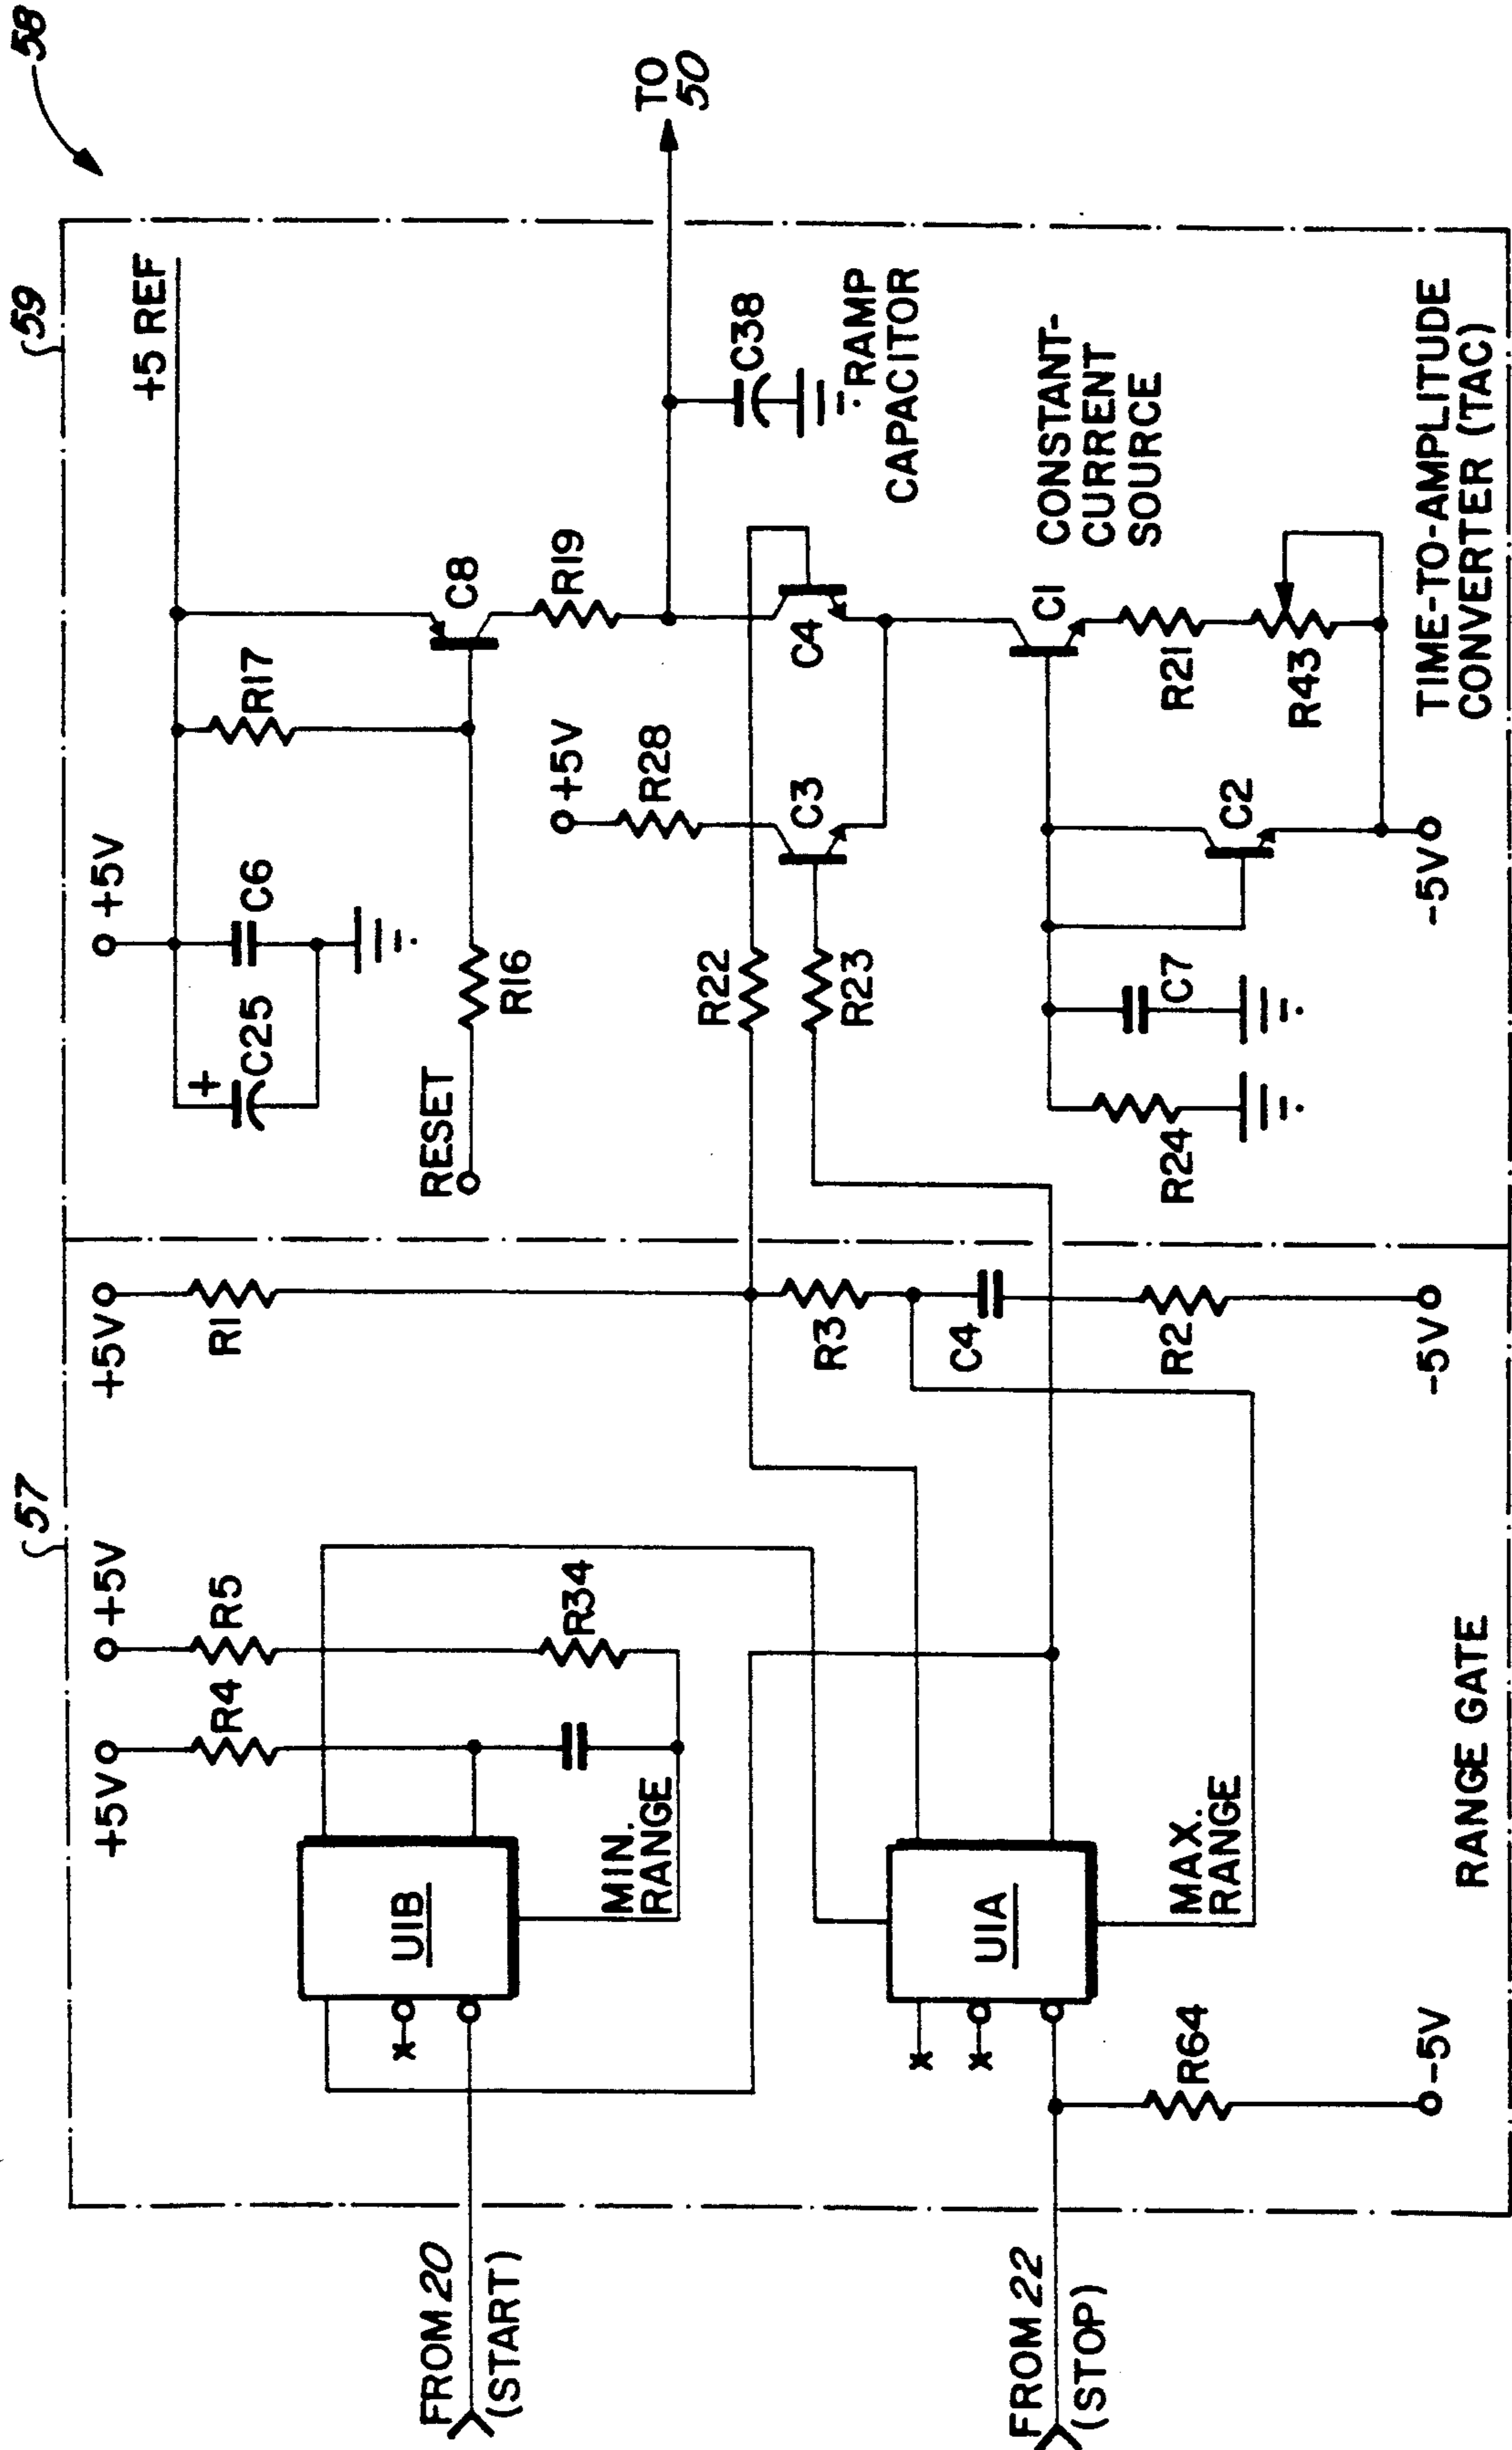 58
59
57
+5V
+5 REF
C25
+
C6
R17
C8
RESET
R16
R19
TO
50
C38
RAMP
CAPACITOR
+5V
R28
R22
R23
C3
C4
CONSTANT-
CURRENT
SOURCE
C1
C2
R21
R43
R24
C7
-5V
TIME-TO-AMPLITUDE
CONVERTER (TAC)
+5V
R4
+5V
R5
R34
+5V
R1
R3
C4
R2
-5V
U1B
x
MIN.
RANGE
U1A
x
x
MAX.
RANGE
R64
-5V
RANGE GATE
FROM 20
(START)
FROM 22
(STOP)